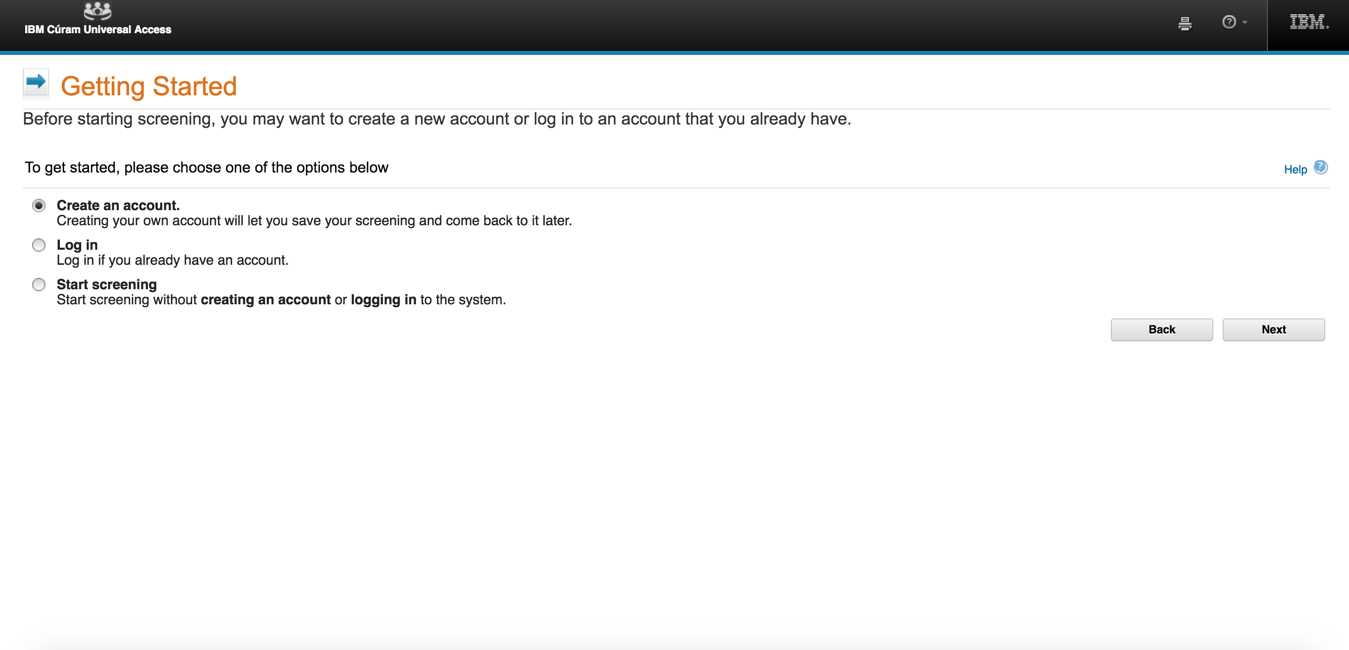 IBM Cúram Universal Access
IBM.
Getting Started
Before starting screening, you may want to create a new account or log in to an account that you already have.
To get started, please choose one of the options below
Help ?
Create an account.
Creating your own account will let you save your screening and come back to it later.
Log in
Log in if you already have an account.
Start screening
Start screening without creating an account or logging in to the system.
Back
Next